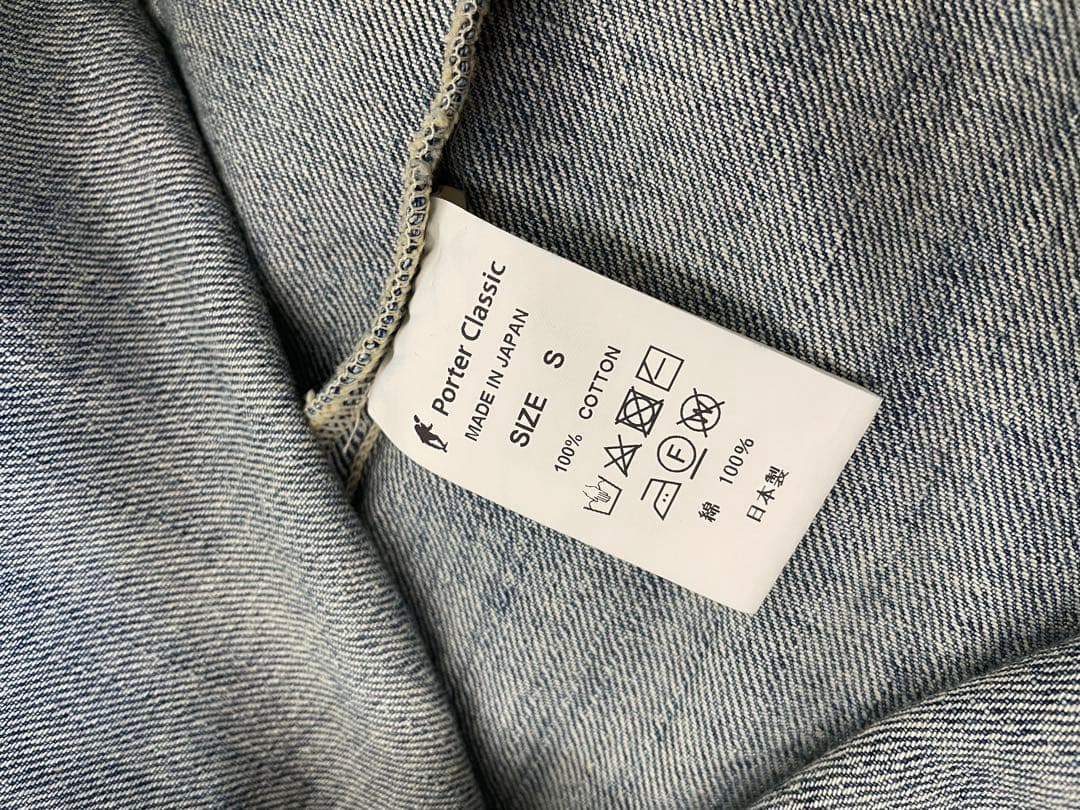 Porter Classic
MADE IN JAPAN
SIZE S
100% COTTON
F W
綿 100%
日本製